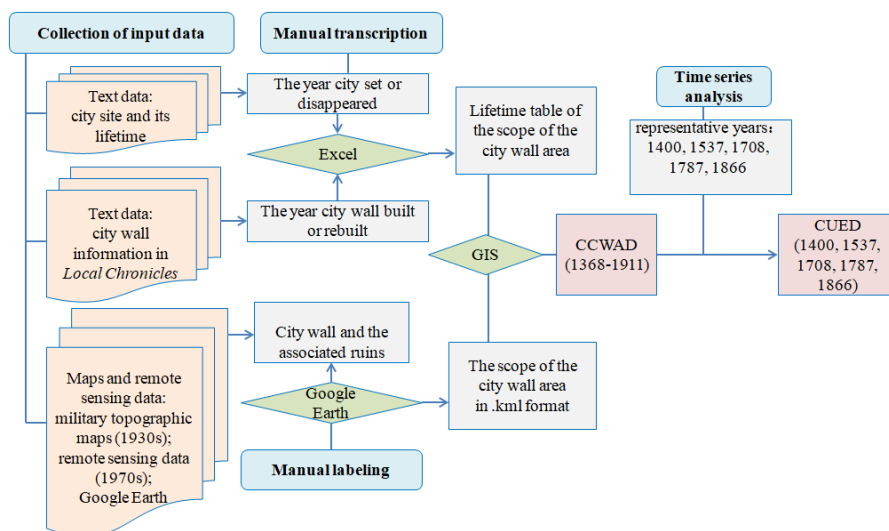 Collection of input data
Manual transcription
Text data:
city site and its
lifetime
The year city set or
disappeared
Excel
Text data:
city wall
information in
Local Chronicles
The year city wall built
or rebuilt
Lifetime table of
the scope of the
city wall area
Time series
analysis
representative years：
1400, 1537, 1708,
1787, 1866
GIS
CCWAD
(1368-1911)
CUED
(1400, 1537,
1708, 1787,
1866)
Maps and remote
sensing data:
military topographic
maps (1930s);
remote sensing data
(1970s);
Google Earth
City wall and the
associated ruins
Google
Earth
The scope of the
city wall area
in .kml format
Manual labeling